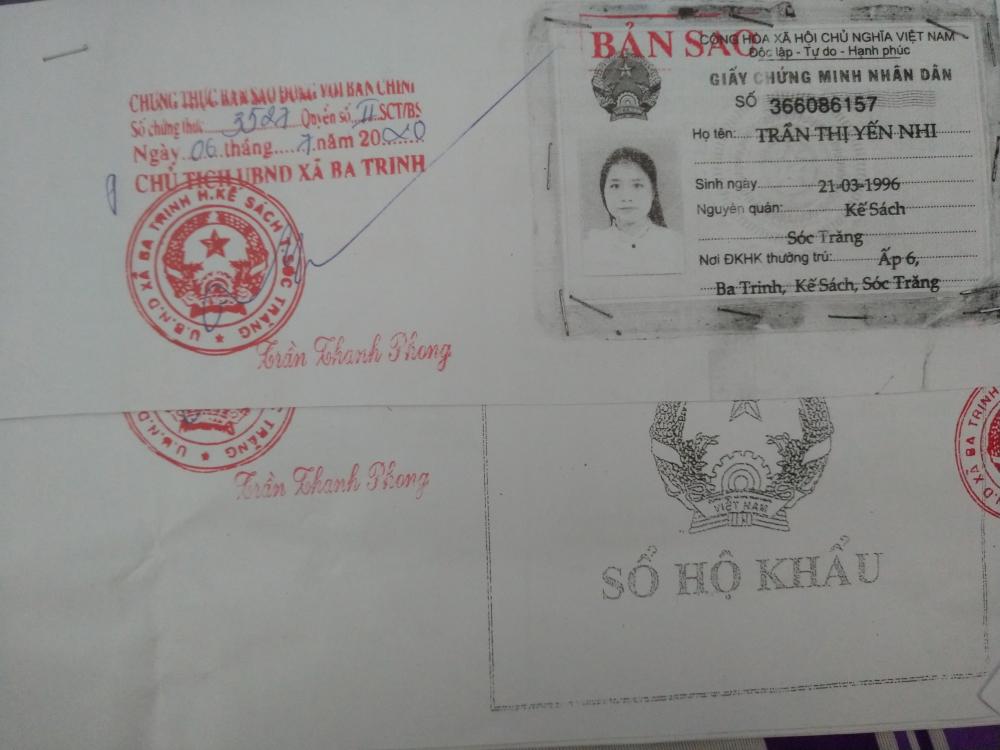 CHỨNG THỰC BẢN SAO ĐÚNG VỚI BẢN CHÍNH
Số chứng thực 3527 Quyển số II SCT/BS
Ngày 06 tháng 7 năm 2020
CHỦ TỊCH UBND XÃ BA TRINH
U.B.N.D XÃ BA TRINH H.KẾ SÁCH T.SÓC TRĂNG
Trần Thanh Phong
BẢN SAO
CỘNG HÒA XÃ HỘI CHỦ NGHĨA VIỆT NAM
Độc lập - Tự do - Hạnh phúc
GIẤY CHỨNG MINH NHÂN DÂN
SỐ 366086157
Họ tên: TRẦN THỊ YẾN NHI
Sinh ngày 21-03-1996
Nguyên quán: Kế Sách
Sóc Trăng
Nơi ĐKHK thường trú: Ấp 6,
Ba Trinh, Kế Sách, Sóc Trăng
U.B.N.D
TRĂNG
Trần Thanh Phong
VIỆT NAM
SỔ HỘ KHẨU
D XÃ BA TRINH